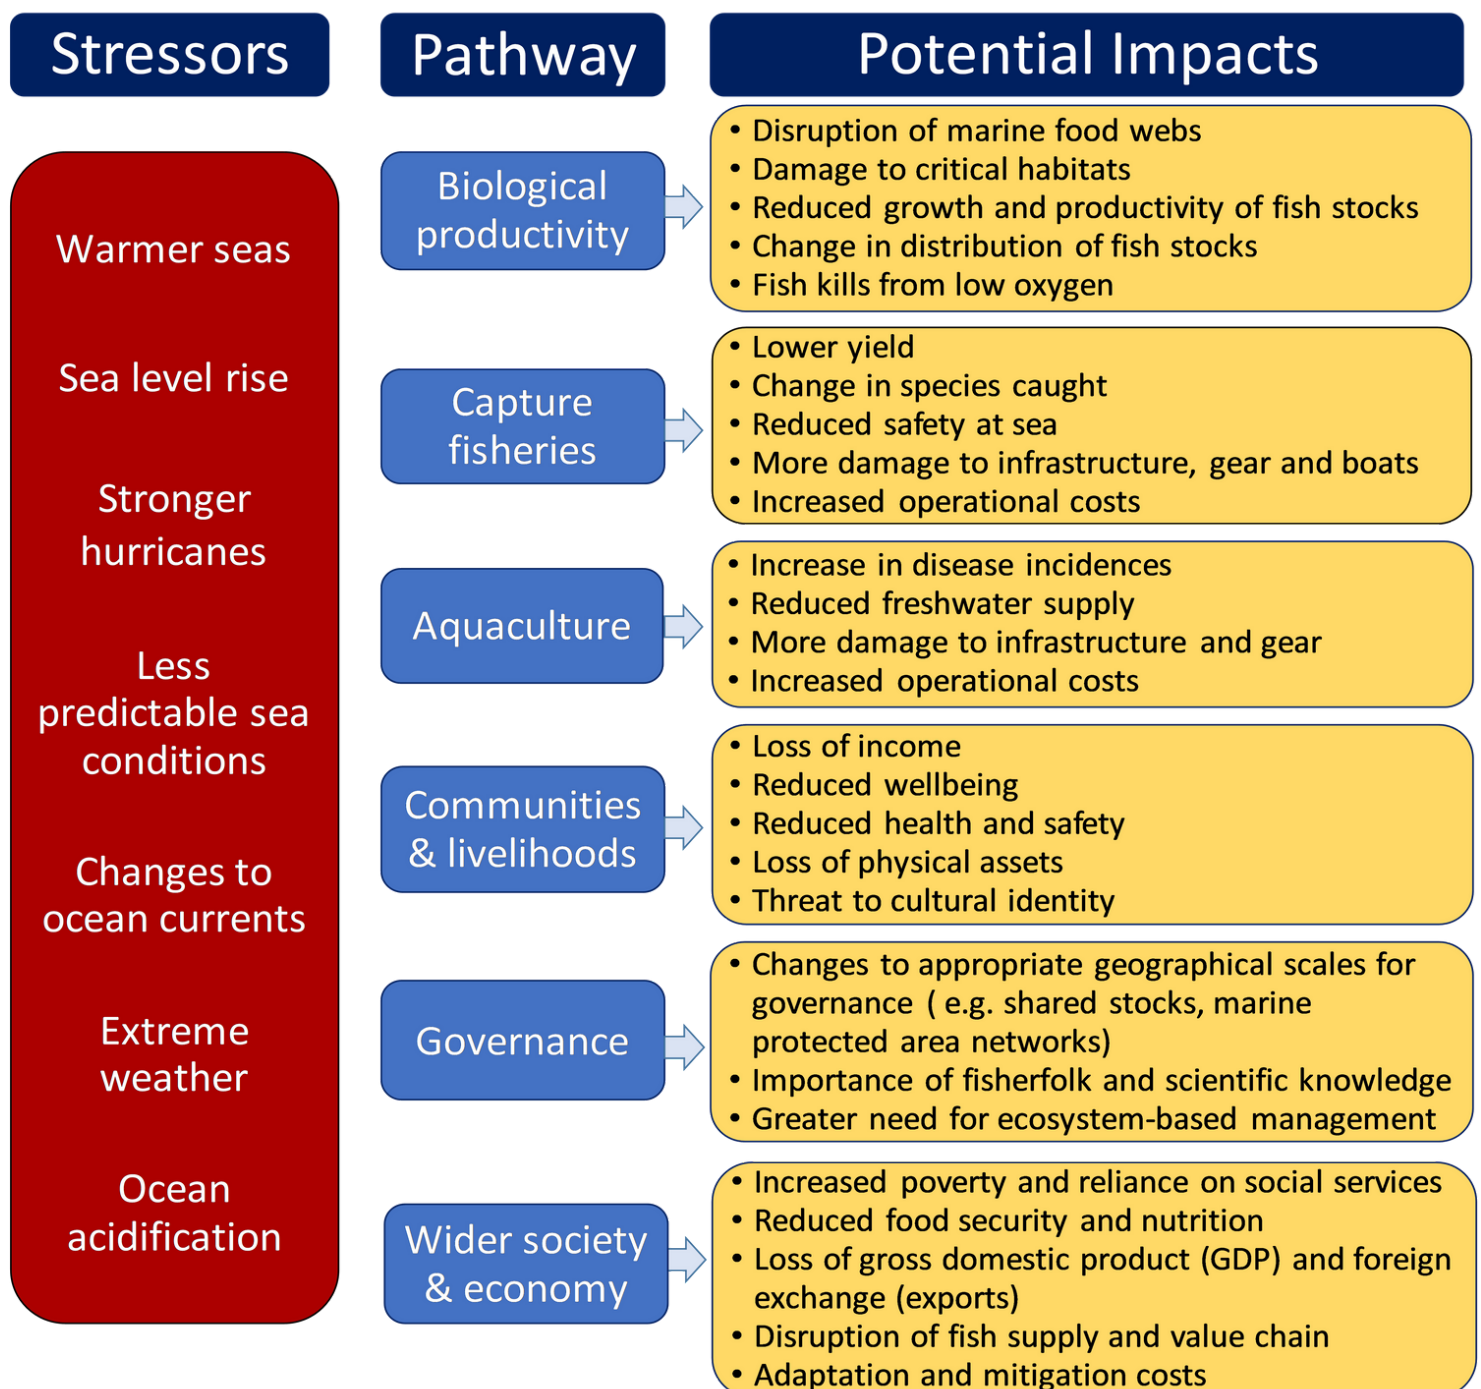 Stressors
Pathway
Potential Impacts
Warmer seas
Sea level rise
Stronger
hurricanes
Less
predictable sea
conditions
Changes to
ocean currents
Extreme
weather
Ocean
acidification
Biological
productivity
• Disruption of marine food webs
• Damage to critical habitats
• Reduced growth and productivity of fish stocks
• Change in distribution of fish stocks
• Fish kills from low oxygen
Capture
fisheries
• Lower yield
• Change in species caught
• Reduced safety at sea
• More damage to infrastructure, gear and boats
• Increased operational costs
Aquaculture
• Increase in disease incidences
• Reduced freshwater supply
• More damage to infrastructure and gear
• Increased operational costs
Communities
& livelihoods
• Loss of income
• Reduced wellbeing
• Reduced health and safety
• Loss of physical assets
• Threat to cultural identity
Governance
• Changes to appropriate geographical scales for
governance ( e.g. shared stocks, marine
protected area networks)
• Importance of fisherfolk and scientific knowledge
• Greater need for ecosystem-based management
Wider society
& economy
• Increased poverty and reliance on social services
• Reduced food security and nutrition
• Loss of gross domestic product (GDP) and foreign
exchange (exports)
• Disruption of fish supply and value chain
• Adaptation and mitigation costs